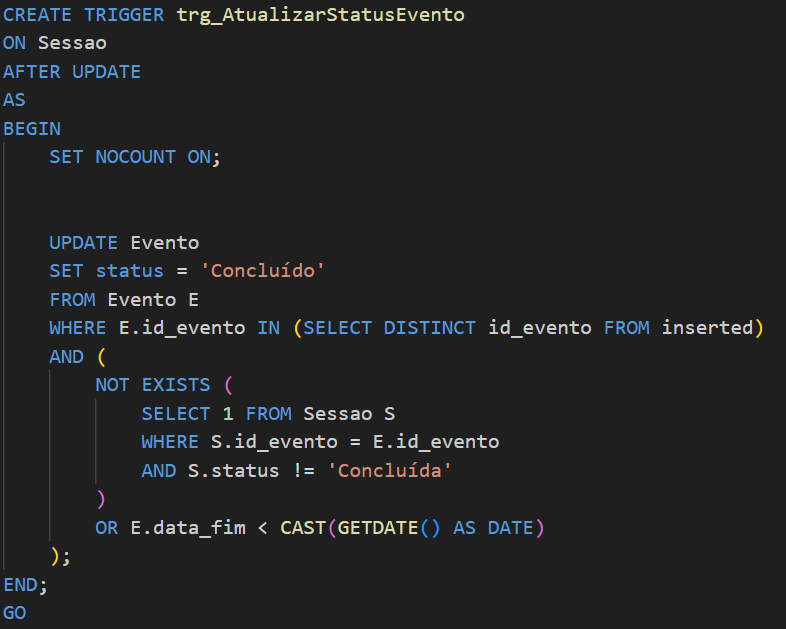 CREATE TRIGGER trg_AtualizarStatusEvento
ON Sessao
AFTER UPDATE
AS
BEGIN
    SET NOCOUNT ON;
    UPDATE Evento
    SET status = 'Concluído'
    FROM Evento E
    WHERE E.id_evento IN (SELECT DISTINCT id_evento FROM inserted)
    AND (
        NOT EXISTS (
            SELECT 1 FROM Sessao S
            WHERE S.id_evento = E.id_evento
            AND S.status != 'Concluída'
        )
        OR E.data_fim < CAST(GETDATE() AS DATE)
    );
END;
GO